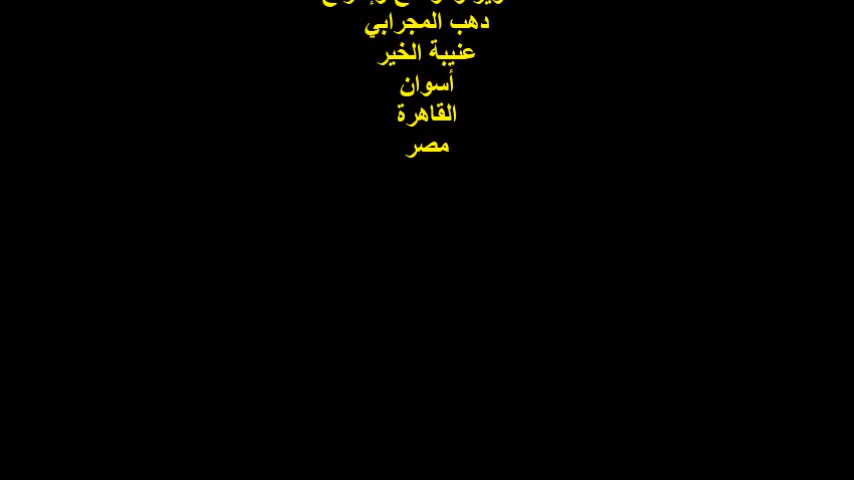 دهب المجرابي
عنيبة الخير
أسوان
القاهرة
مصر